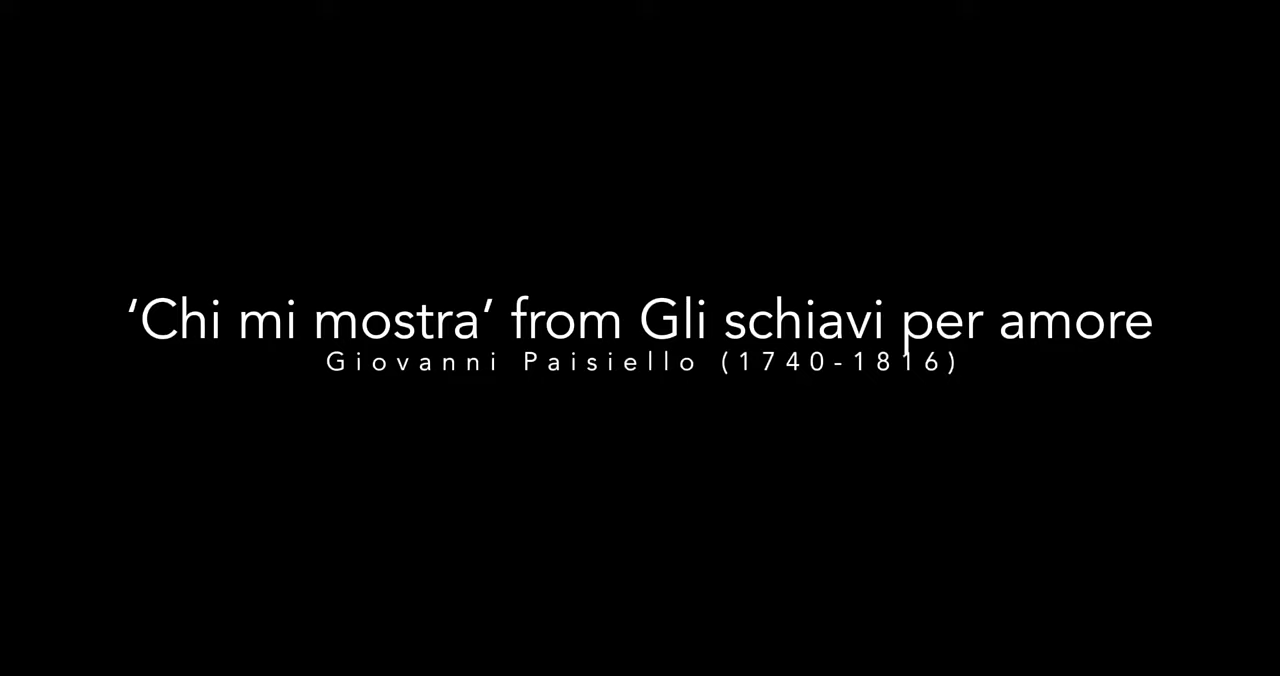 ‘Chi mi mostra’ from Gli schiavi per amore
Giovanni Paisiello (1740-1816)